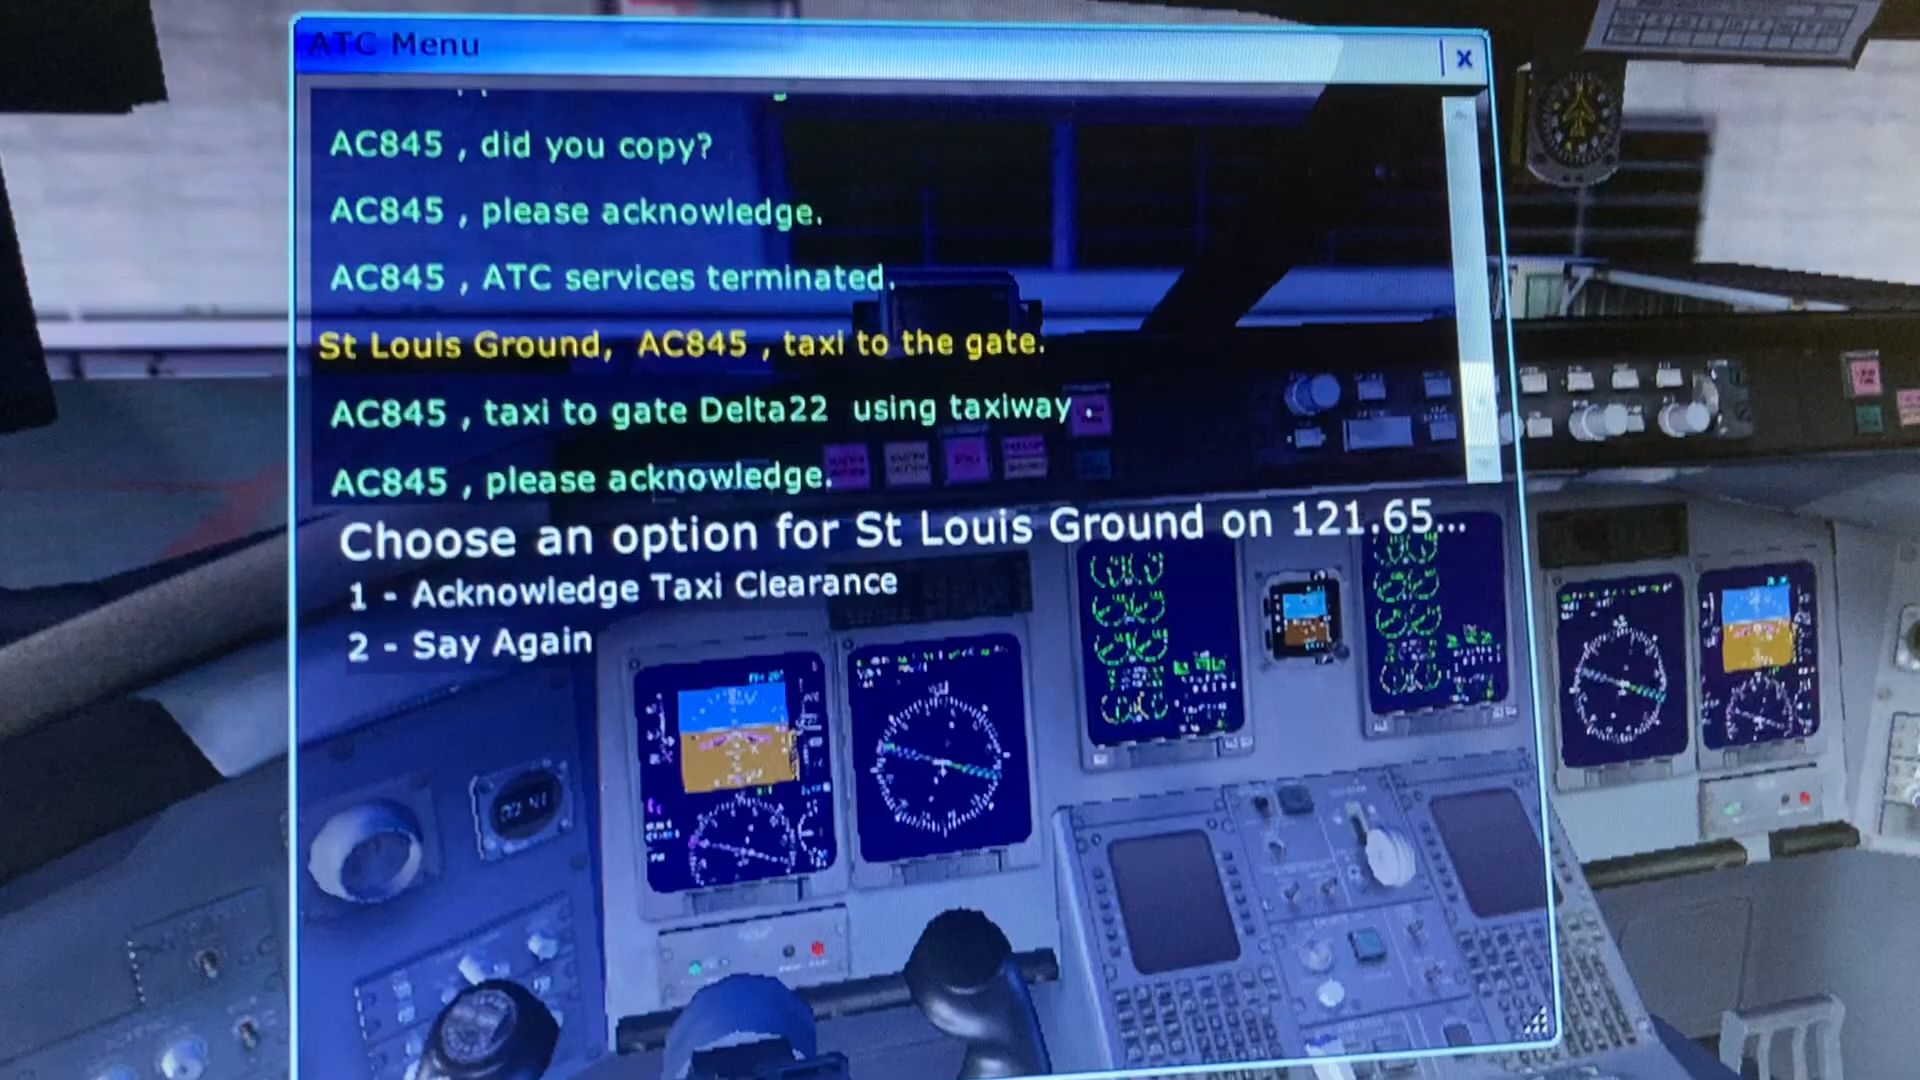 ATC Menu
x
AC845 , did you copy?
AC845 , please acknowledge.
AC845 , ATC services terminated.
St Louis Ground, AC845 , taxi to the gate.
AC845 , taxi to gate Delta22 using taxiway .
AC845 , please acknowledge.
Choose an option for St Louis Ground on 121.65...
1 - Acknowledge Taxi Clearance
2 - Say Again